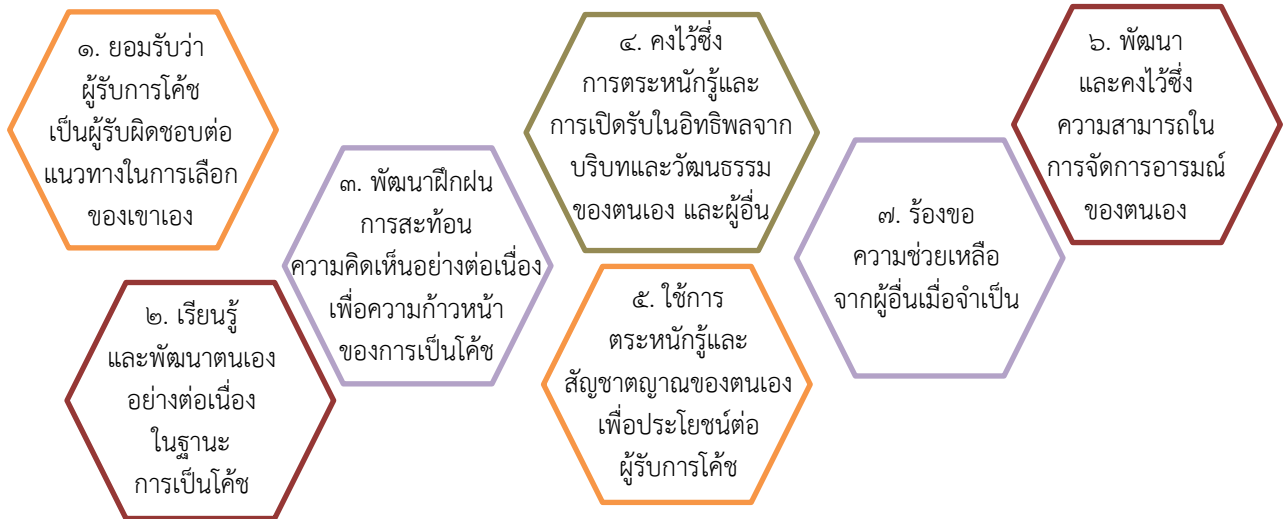 ๑. ยอมรับว่า
ผู้รับการโค้ช
เป็นผู้รับผิดชอบต่อ
แนวทางในการเลือก
ของเขาเอง
๒. เรียนรู้
และพัฒนาตนเอง
อย่างต่อเนื่อง
ในฐานะ
การเป็นโค้ช
๓. พัฒนาฝึกฝน
การสะท้อน
ความคิดเห็นอย่างต่อเนื่อง
เพื่อความก้าวหน้า
ของการเป็นโค้ช
๔. คงไว้ซึ่ง
การตระหนักรู้และ
การเปิดรับในอิทธิพลจาก
บริบทและวัฒนธรรม
ของตนเอง และผู้อื่น
๕. ใช้การ
ตระหนักรู้และ
สัญชาตญาณของตนเอง
เพื่อประโยชน์ต่อ
ผู้รับการโค้ช
๖. พัฒนา
และคงไว้ซึ่ง
ความสามารถใน
การจัดการอารมณ์
ของตนเอง
๗. ร้องขอ
ความช่วยเหลือ
จากผู้อื่นเมื่อจำเป็น